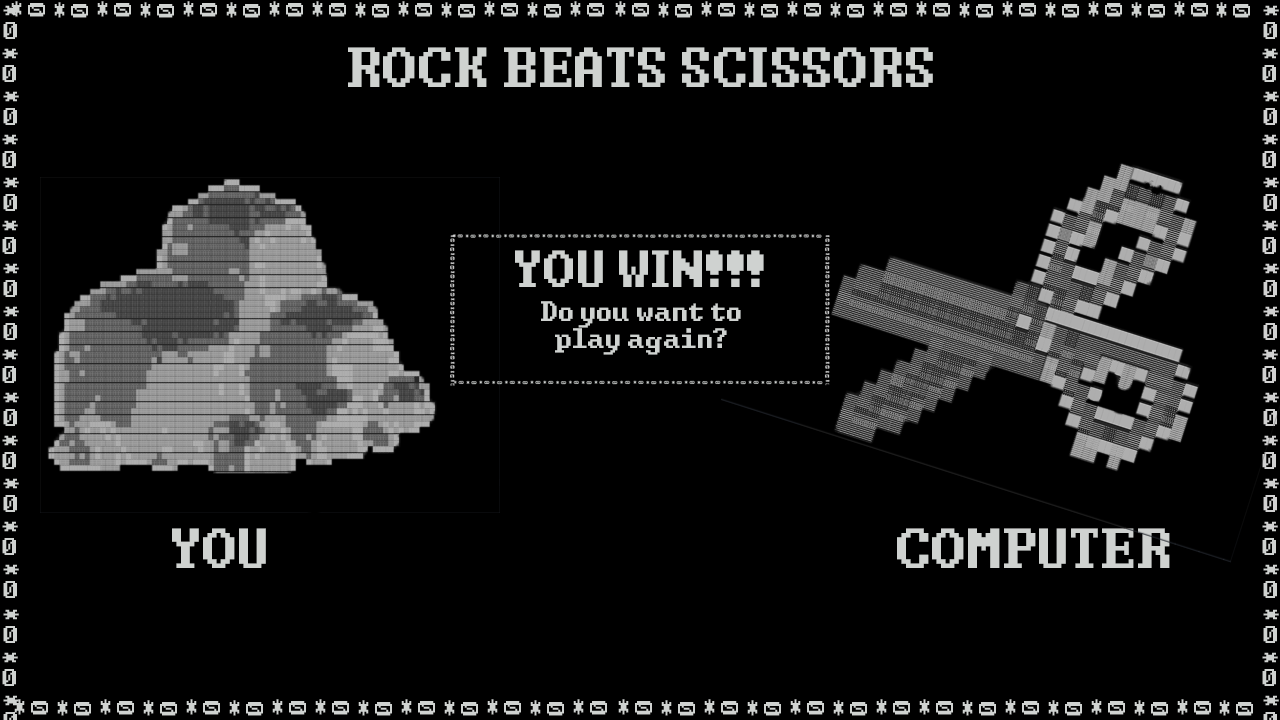 ROCK BEATS SCISSORS
YOU WIN!!!
Do you want to
play again?
YOU
COMPUTER